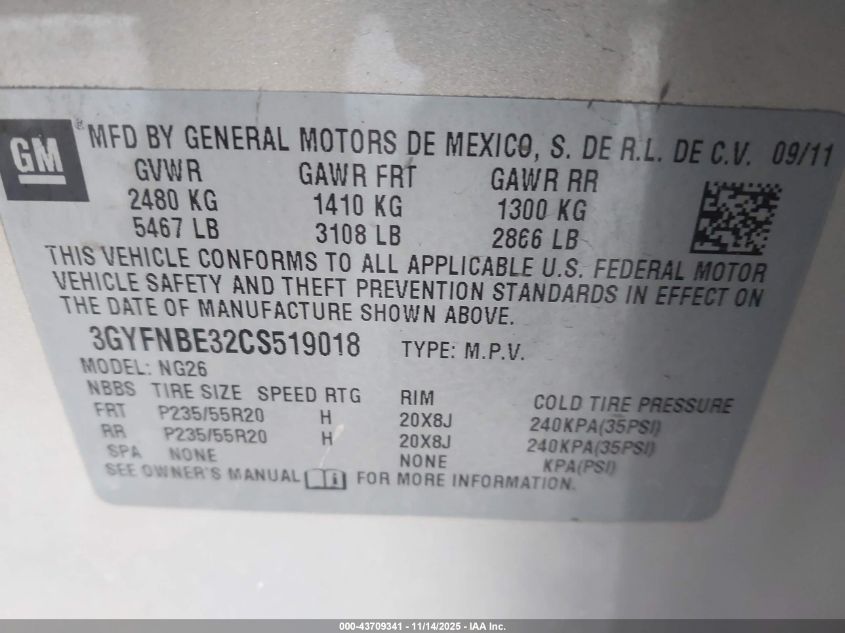 GM
® MFD BY GENERAL MOTORS DE MEXICO, S. DE R.L. DE C.V. 09/11
GVWR GAWR FRT GAWR RR
2480 KG 1410 KG 1300 KG
5467 LB 3108 LB 2866 LB
THIS VEHICLE CONFORMS TO ALL APPLICABLE U.S. FEDERAL MOTOR
VEHICLE SAFETY AND THEFT PREVENTION STANDARDS IN EFFECT ON
THE DATE OF MANUFACTURE SHOWN ABOVE.
3GYFNBE32CS519018 TYPE: M.P.V.
MODEL: NG26
NBBS TIRE SIZE SPEED RTG RIM COLD TIRE PRESSURE
FRT P235/55R20 H 20X8J 240KPA(35PSI)
RR P235/55R20 H 20X8J 240KPA(35PSI)
SPA NONE NONE KPA(PSI)
SEE OWNER'S MANUAL FOR MORE INFORMATION.
000-43709341 - 11/14/2025 - IAA Inc.